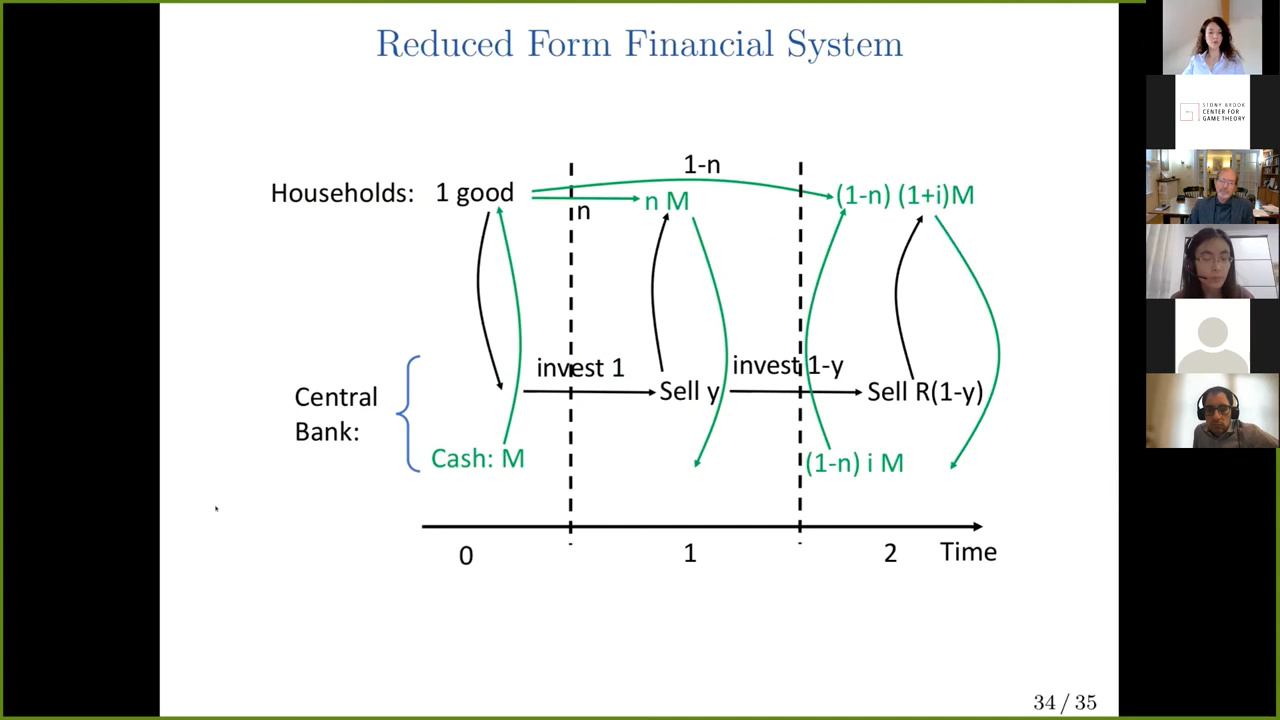 Reduced Form Financial System
1-n
Households: 1 good
n
n M
(1-n) (1+i)M
invest 1
Sell y
invest 1-y
Sell R(1-y)
Central
Bank:
Cash: M
(1-n) i M
0
1
2
Time
34 / 35
STONY BROOK
CENTER FOR
GAME THEORY